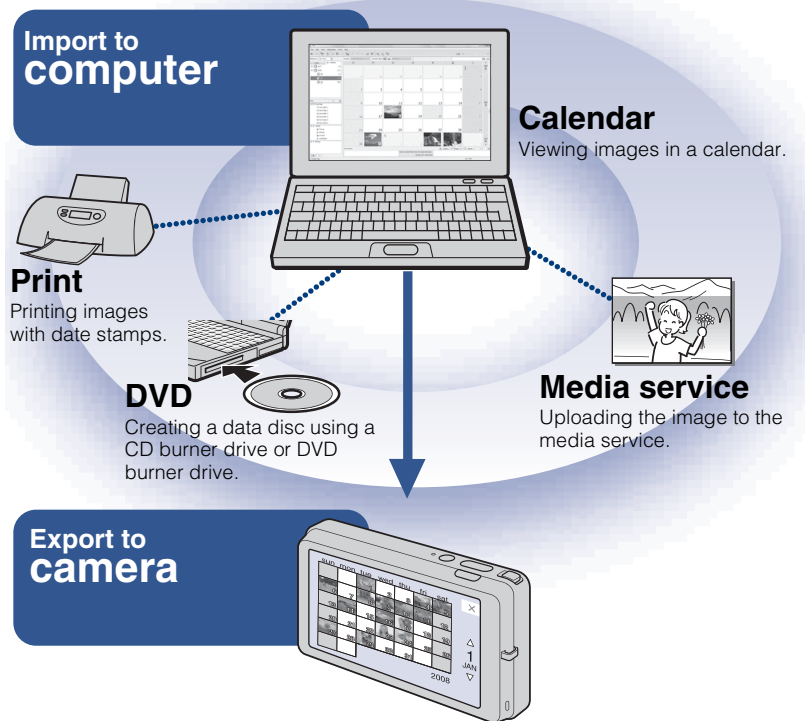 Import to
computer
Calendar
Viewing images in a calendar.
Print
Printing images
with date stamps.
DVD
Creating a data disc using a
CD burner drive or DVD
burner drive.
Media service
Uploading the image to the
media service.
Export to
camera
sun mon tue wed thu fri sat
1
JAN
2008